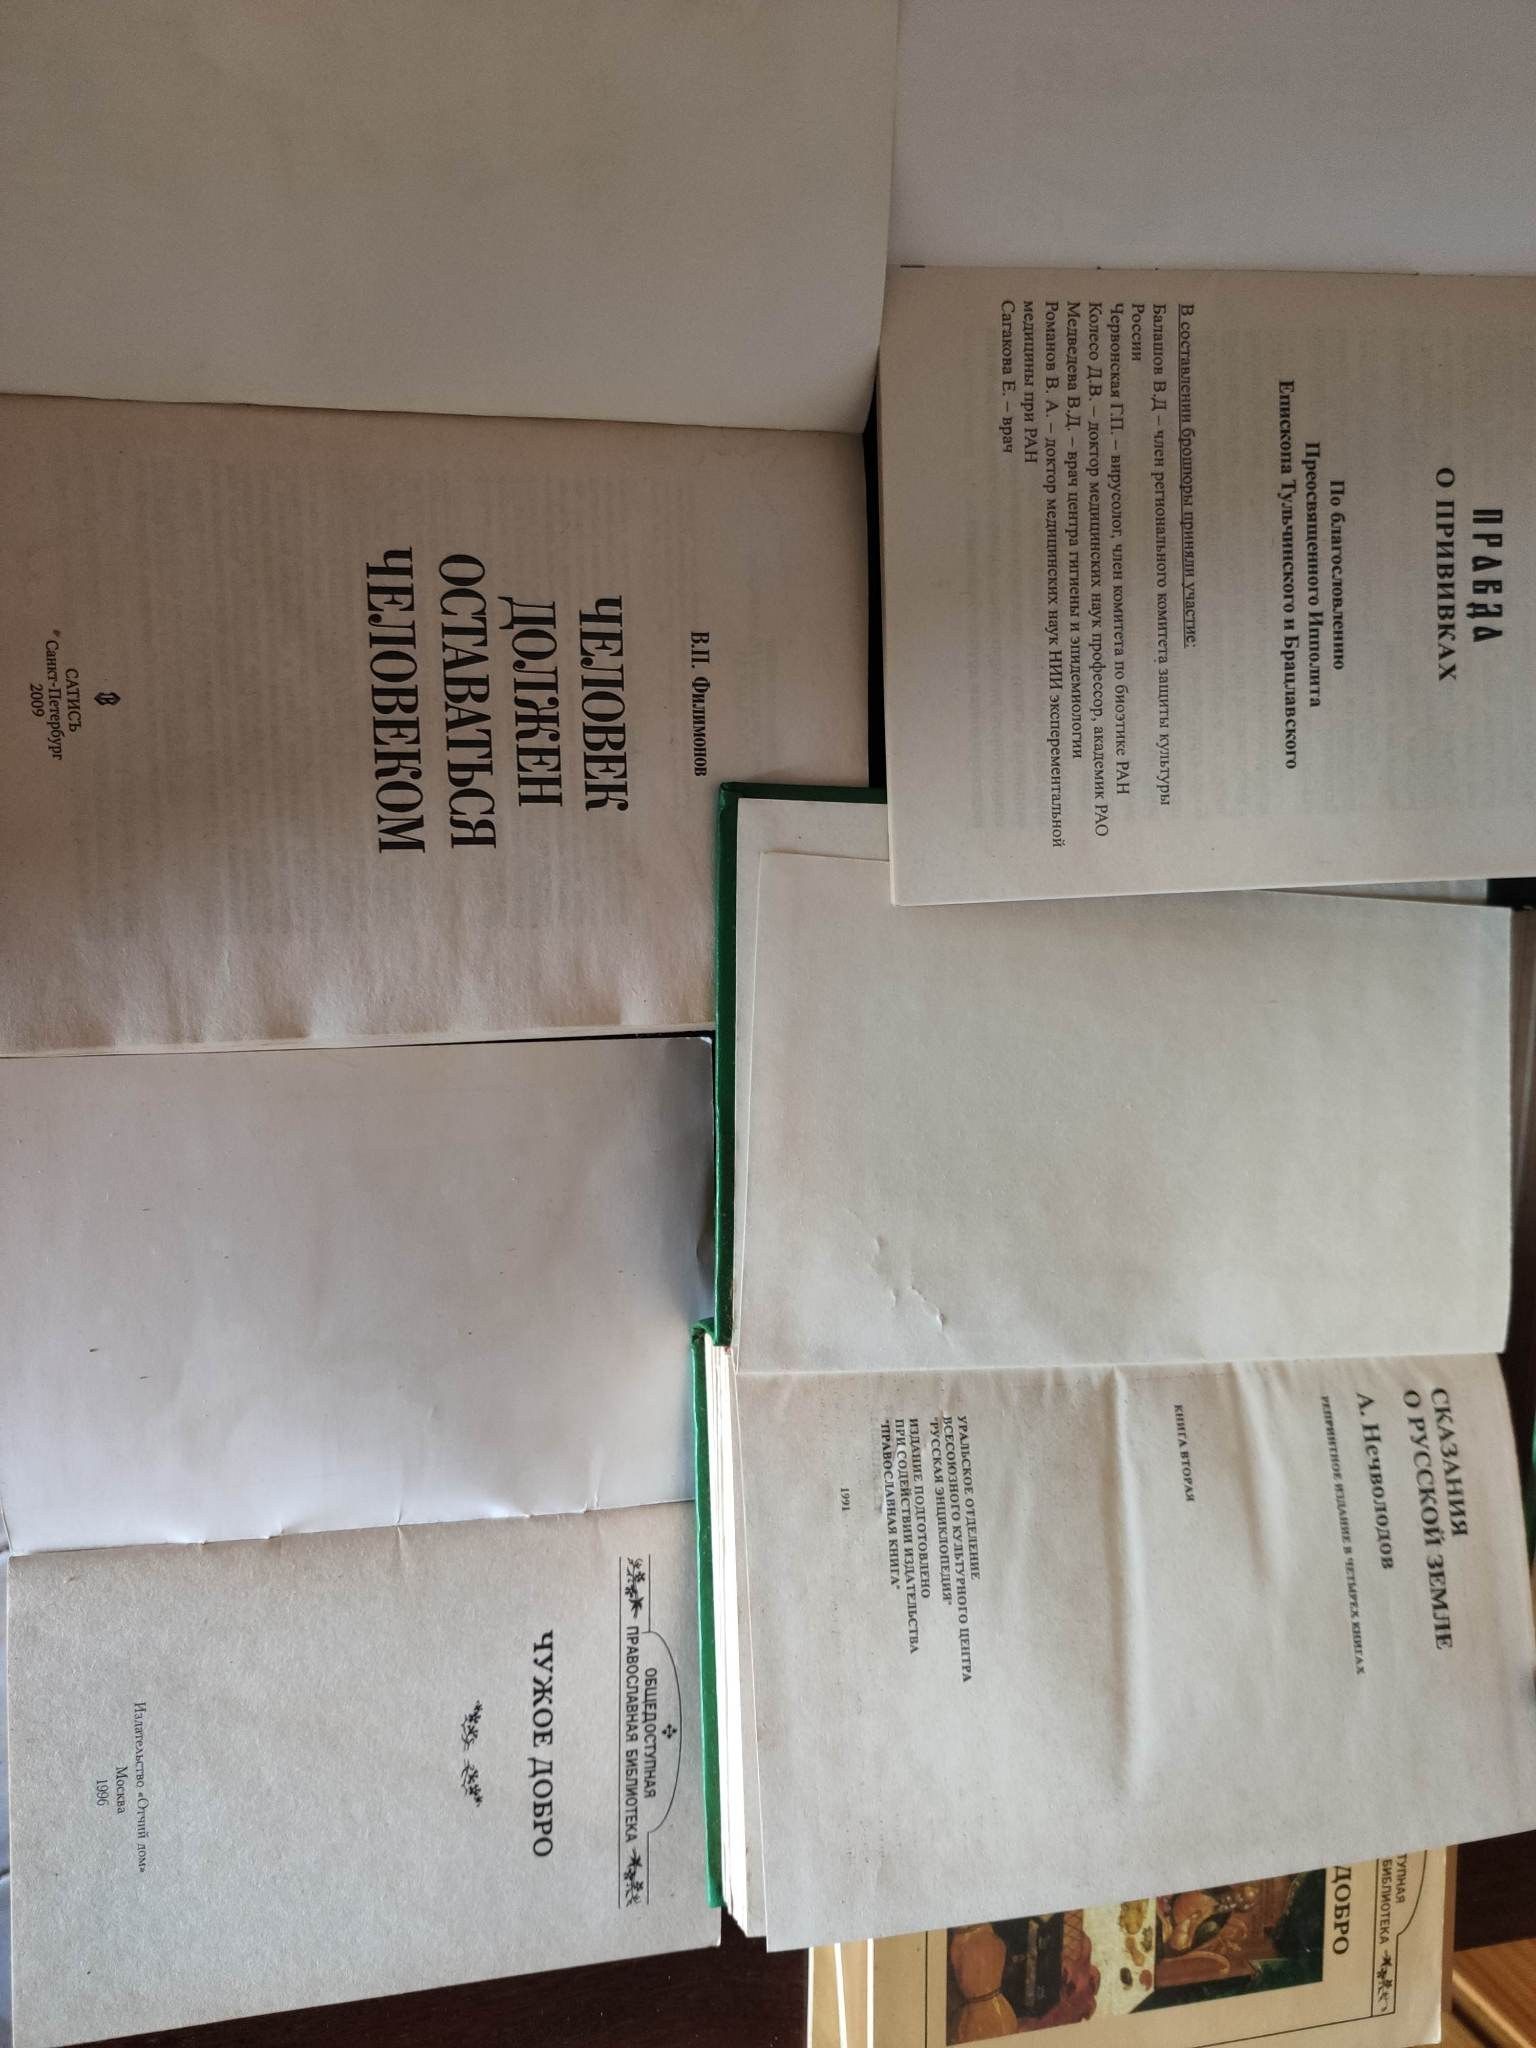 ПРАВДА
О ПРИВИВКАХ
По благословлению
Преосвященного Ипполита
Епископа Тульчинского и Брацлавского
В составлении брошюры приняли участие:
Балашов В.Д – член регионального комитета защиты культуры
России
Червонская Г.П. – вирусолог, член комитета по биоэтике РАН
Колесо Д.В. – доктор медицинских наук профессор, академик РАО
Медведева В.Д. – врач центра гигиены и эпидемиологии
Романов В. А. – доктор медицинских наук НИИ эксперементальной
медицины при РАН
Сагакова Е. – врач
СКАЗАНИЯ
О РУССКОЙ ЗЕМЛЕ
А. Нечволодов
РЕПРИНТНОЕ ИЗДАНИЕ В ЧЕТЫРЕХ КНИГАХ
КНИГА ВТОРАЯ
УРАЛЬСКОЕ ОТДЕЛЕНИЕ
ВСЕСОЮЗНОГО КУЛЬТУРНОГО ЦЕНТРА
"РУССКАЯ ЭНЦИКЛОПЕДИЯ"
ИЗДАНИЕ ПОДГОТОВЛЕНО
ПРИ СОДЕЙСТВИИ ИЗДАТЕЛЬСТВА
"ПРАВОСЛАВНАЯ КНИГА"
1991
ТУПНАЯ
БИБЛИОТЕКА
ДОБРО
В.П. Филимонов
ЧЕЛОВЕК
ДОЛЖЕН
ОСТАВАТЬСЯ
ЧЕЛОВЕКОМ
САТИСЪ
Санкт-Петербург
2009
ОБЩЕДОСТУПНАЯ
ПРАВОСЛАВНАЯ БИБЛИОТЕКА
ЧУЖОЕ ДОБРО
Издательство «Отчий дом»
Москва
1996